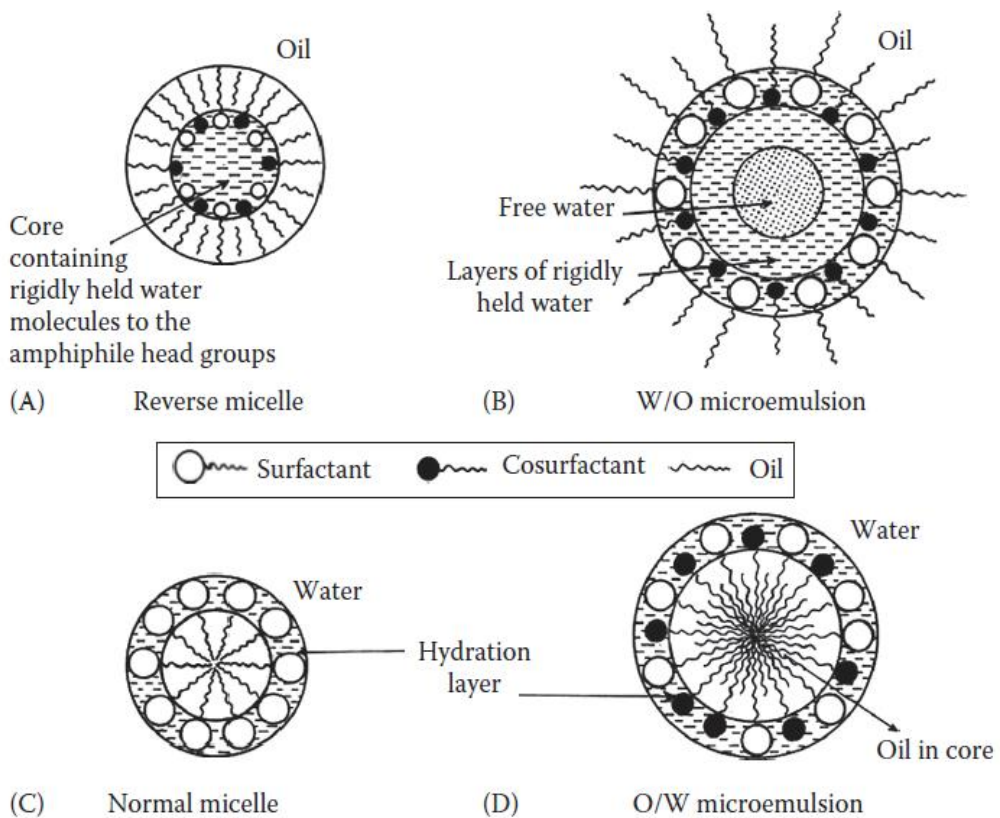 Oil
Core
containing
rigidly held water
molecules to the
amphiphile head groups
(A) Reverse micelle
Oil
Free water
Layers of rigidly
held water
(B) W/O microemulsion
Surfactant Cosurfactant Oil
Water
Hydration
layer
(C) Normal micelle
Water
Oil in core
(D) O/W microemulsion